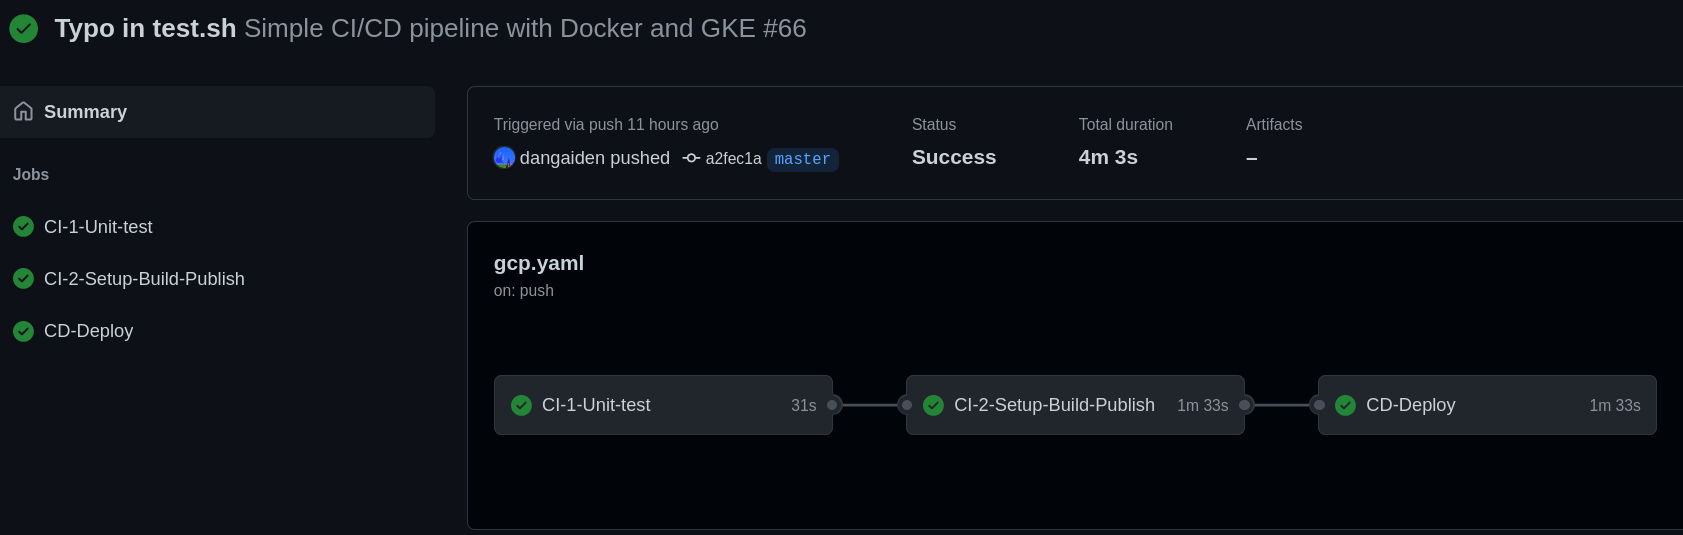 Typo in test.sh Simple CI/CD pipeline with Docker and GKE #66
Summary
Jobs
CI-1-Unit-test
CI-2-Setup-Build-Publish
CD-Deploy
Triggered via push 11 hours ago
dangaiden pushed a2fec1a master
Status
Success
Total duration
4m 3s
Artifacts
–
gcp.yaml
on: push
CI-1-Unit-test 31s
CI-2-Setup-Build-Publish 1m 33s
CD-Deploy 1m 33s